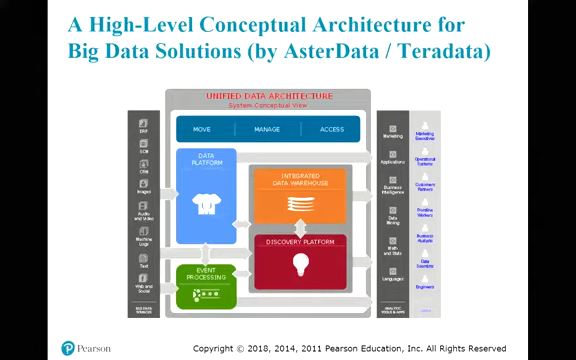 A High-Level Conceptual Architecture for
Big Data Solutions (by AsterData / Teradata)
UNIFIED DATA ARCHITECTURE
System Conceptual View
MOVE
MANAGE
ACCESS
ERP
SCM
CRM
Images
Audio
and Video
Machine
Logs
Text
Web and
Social
DATA
PLATFORM
EVENT
PROCESSING
INTEGRATED
DATA WAREHOUSE
DISCOVERY PLATFORM
Marketing
Applications
Business
Intelligence
Data
Mining
Math
and Stats
Languages
ANALYTIC
TOOLS & APPS
Marketing
Executives
Operational
Systems
Customers
Partners
Frontline
Workers
Business
Analysts
Data
Scientists
Engineers
Pearson
Copyright © 2018, 2014, 2011 Pearson Education, Inc. All Rights Reserved